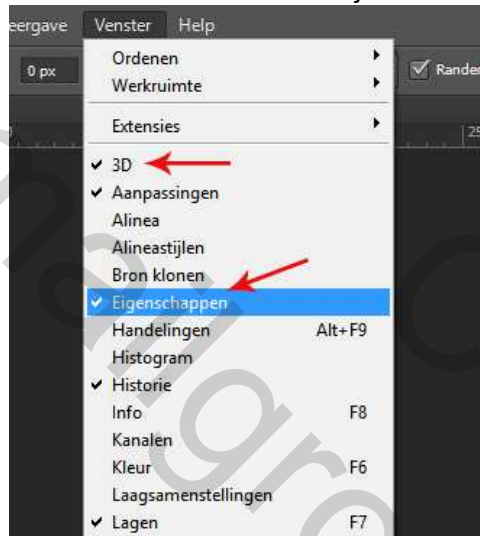 eergave Venster Help
0 px
Ordenen
Werkruimte
Randen
Extensies
25
3D
Aanpassingen
Alinea
Alineastijlen
Bron klonen
Eigenschappen
Handelingen Alt+F9
Histogram
Historie
Info F8
Kanalen
Kleur F6
Laagsamenstellingen
Lagen F7